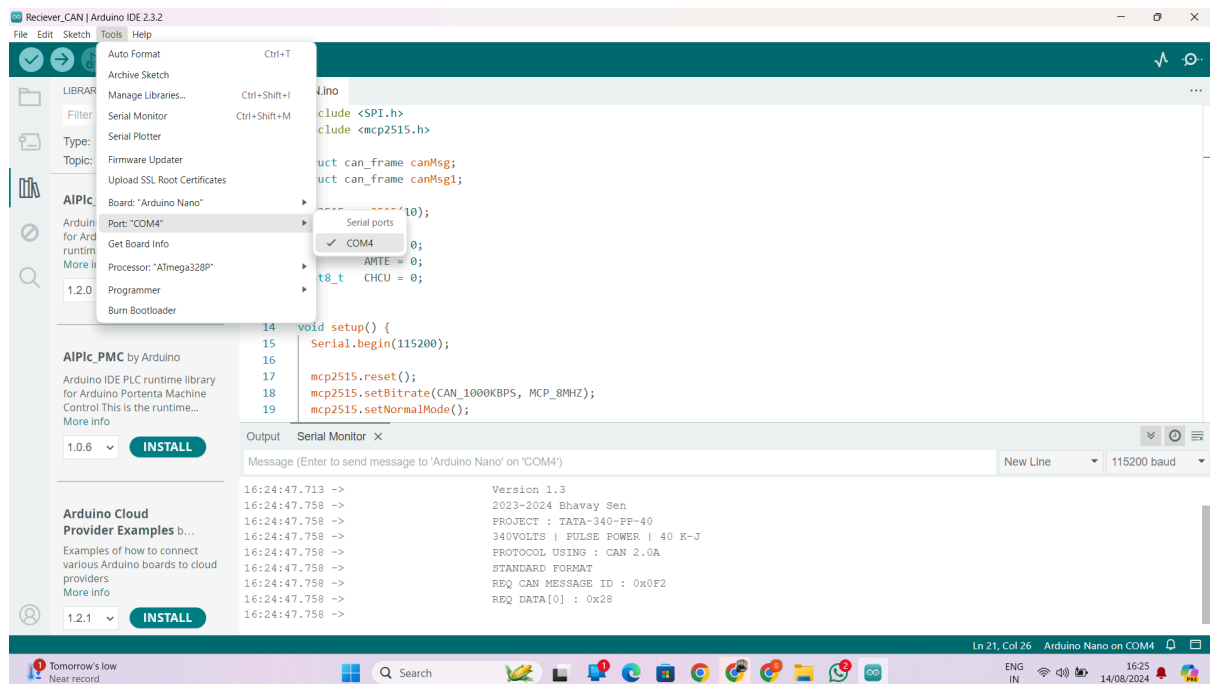 Reciever_CAN | Arduino IDE 2.3.2
File Edit Sketch Tools Help
Auto Format Ctrl+T
Archive Sketch
Manage Libraries... Ctrl+Shift+I
Serial Monitor Ctrl+Shift+M
Serial Plotter
Firmware Updater
Upload SSL Root Certificates
Board: "Arduino Nano"
Port: "COM4"
Get Board Info
Processor: "ATmega328P"
Programmer
Burn Bootloader
Serial ports
COM4
LIBRAR
Filter
Type:
Topic:
AIPlc_
Arduin
for Ard
runtim
More i
1.2.0
AIPlc_PMC by Arduino
Arduino IDE PLC runtime library
for Arduino Portenta Machine
Control This is the runtime...
More info
1.0.6 INSTALL
Arduino Cloud
Provider Examples b...
Examples of how to connect
various Arduino boards to cloud
providers
More info
1.2.1 INSTALL
N.ino
clude <SPI.h>
clude <mcp2515.h>
uct can_frame canMsg;
uct can_frame canMsg1;
(10);
0;
AMTE = 0;
t8_t CHCU = 0;
14 void setup() {
15 Serial.begin(115200);
16
17 mcp2515.reset();
18 mcp2515.setBitrate(CAN_1000KBPS, MCP_8MHZ);
19 mcp2515.setNormalMode();
Output Serial Monitor
Message (Enter to send message to 'Arduino Nano' on 'COM4')
New Line 115200 baud
16:24:47.713 -> Version 1.3
16:24:47.758 -> 2023-2024 Bhavay Sen
16:24:47.758 -> PROJECT : TATA-340-PP-40
16:24:47.758 -> 340VOLTS | PULSE POWER | 40 K-J
16:24:47.758 -> PROTOCOL USING : CAN 2.0A
16:24:47.758 -> STANDARD FORMAT
16:24:47.758 -> REQ CAN MESSAGE ID : 0x0F2
16:24:47.758 -> REQ DATA[0] : 0x28
16:24:47.758 ->
Ln 21, Col 26 Arduino Nano on COM4
1
Tomorrow's low
Near record
Search
1
2
ENG
IN
16:25
14/08/2024
PRE